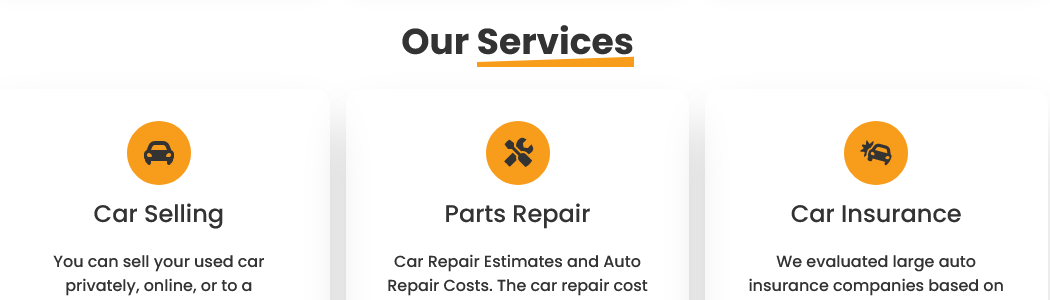 Our Services
Car Selling
You can sell your used car
privately, online, or to a
Parts Repair
Car Repair Estimates and Auto
Repair Costs. The car repair cost
Car Insurance
We evaluated large auto
insurance companies based on